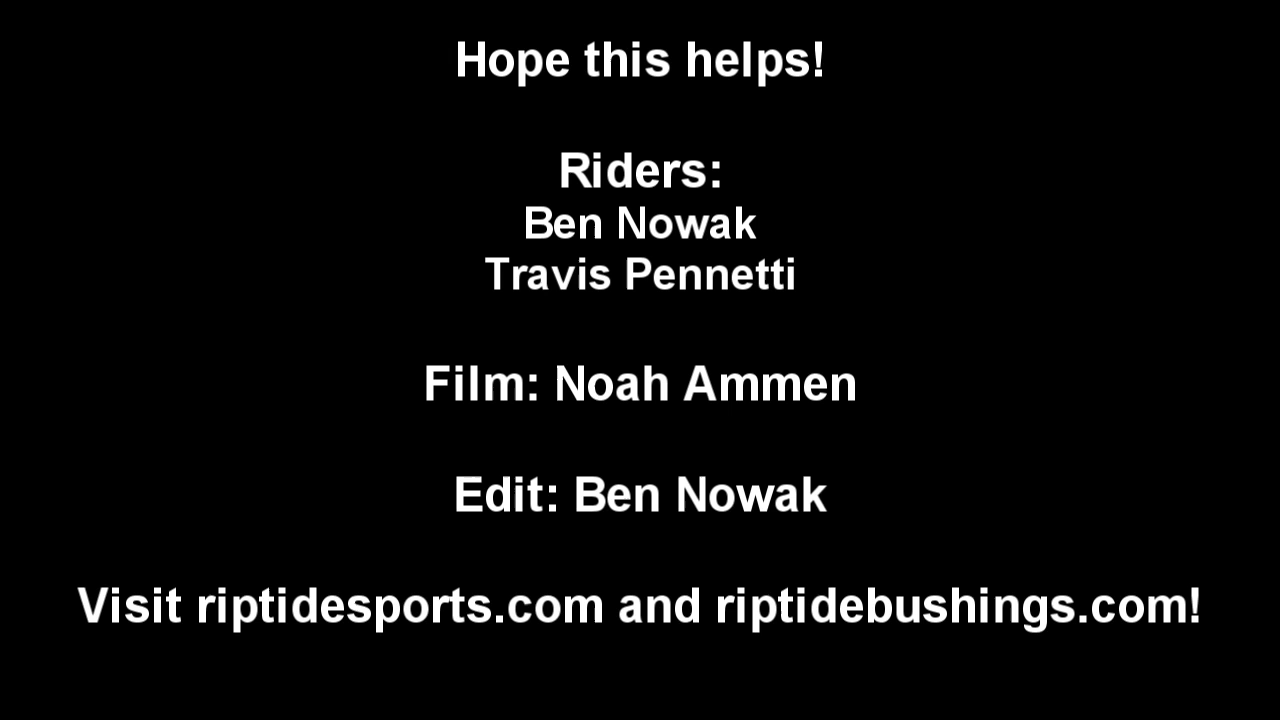 Hope this helps!
Riders:
Ben Nowak
Travis Pennetti
Film: Noah Ammen
Edit: Ben Nowak
Visit riptidesports.com and riptidebushings.com!